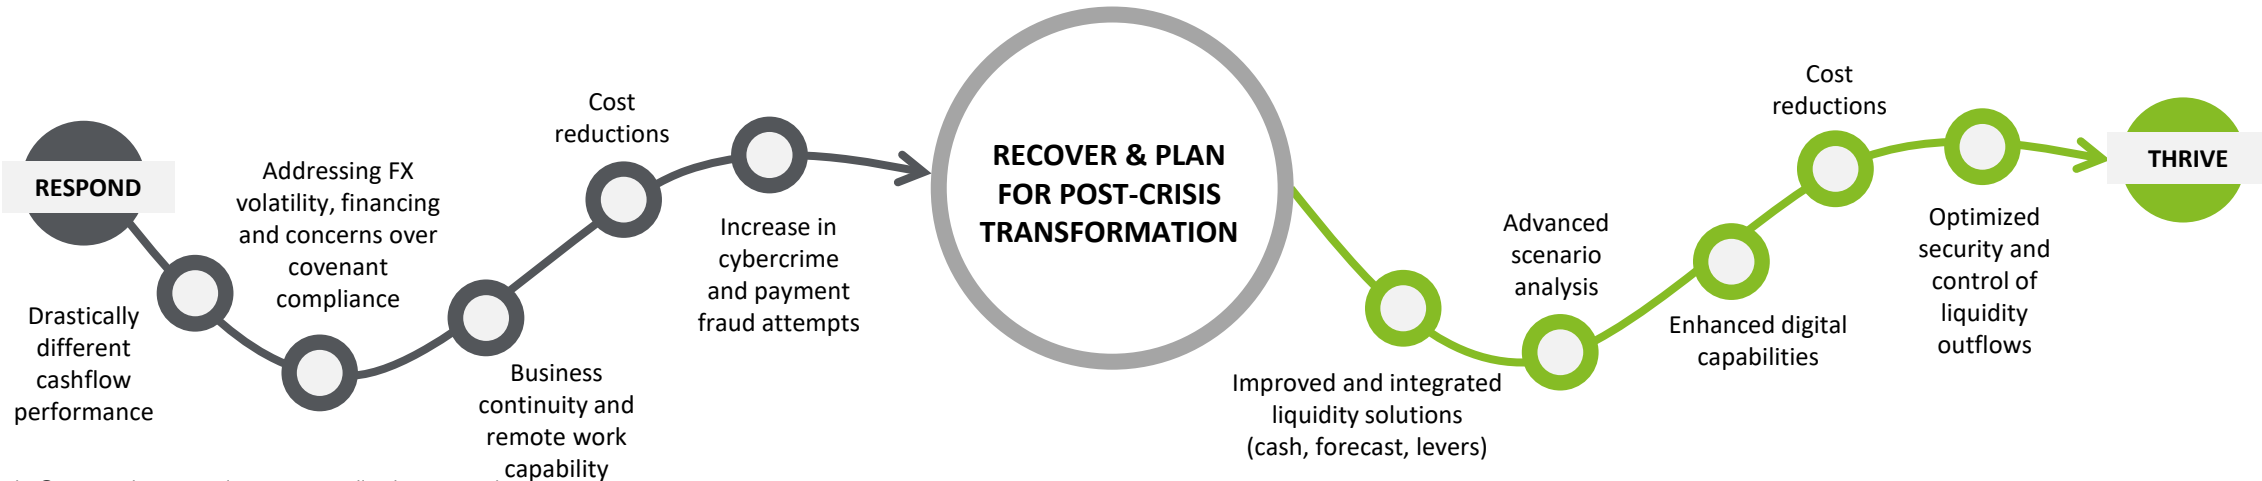 RESPOND
Drastically
different
cashflow
performance
Addressing FX
volatility, financing
and concerns over
covenant
compliance
Business
continuity and
remote work
capability
Cost
reductions
Increase in
cybercrime
and payment
fraud attempts
RECOVER & PLAN
FOR POST-CRISIS
TRANSFORMATION
Improved and integrated
liquidity solutions
(cash, forecast, levers)
Advanced
scenario
analysis
Enhanced digital
capabilities
Cost
reductions
Optimized
security and
control of
liquidity
outflows
THRIVE